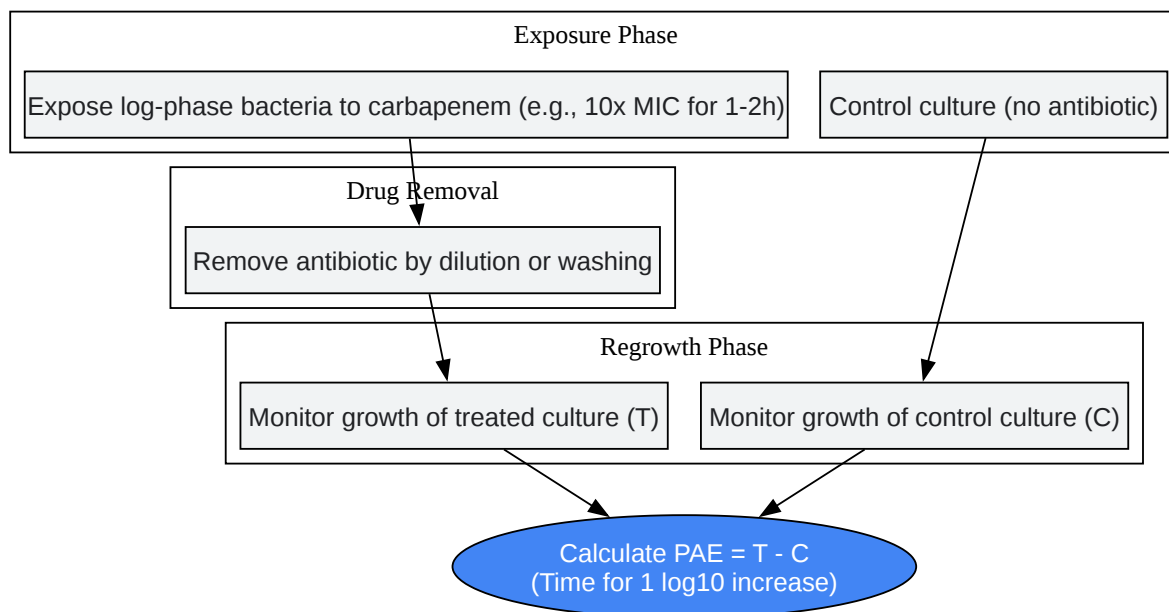 Exposure Phase
Expose log-phase bacteria to carbapenem (e.g., 10x MIC for 1-2h)
Control culture (no antibiotic)
Drug Removal
Remove antibiotic by dilution or washing
Regrowth Phase
Monitor growth of treated culture (T)
Monitor growth of control culture (C)
Calculate PAE = T - C
(Time for 1 log10 increase)